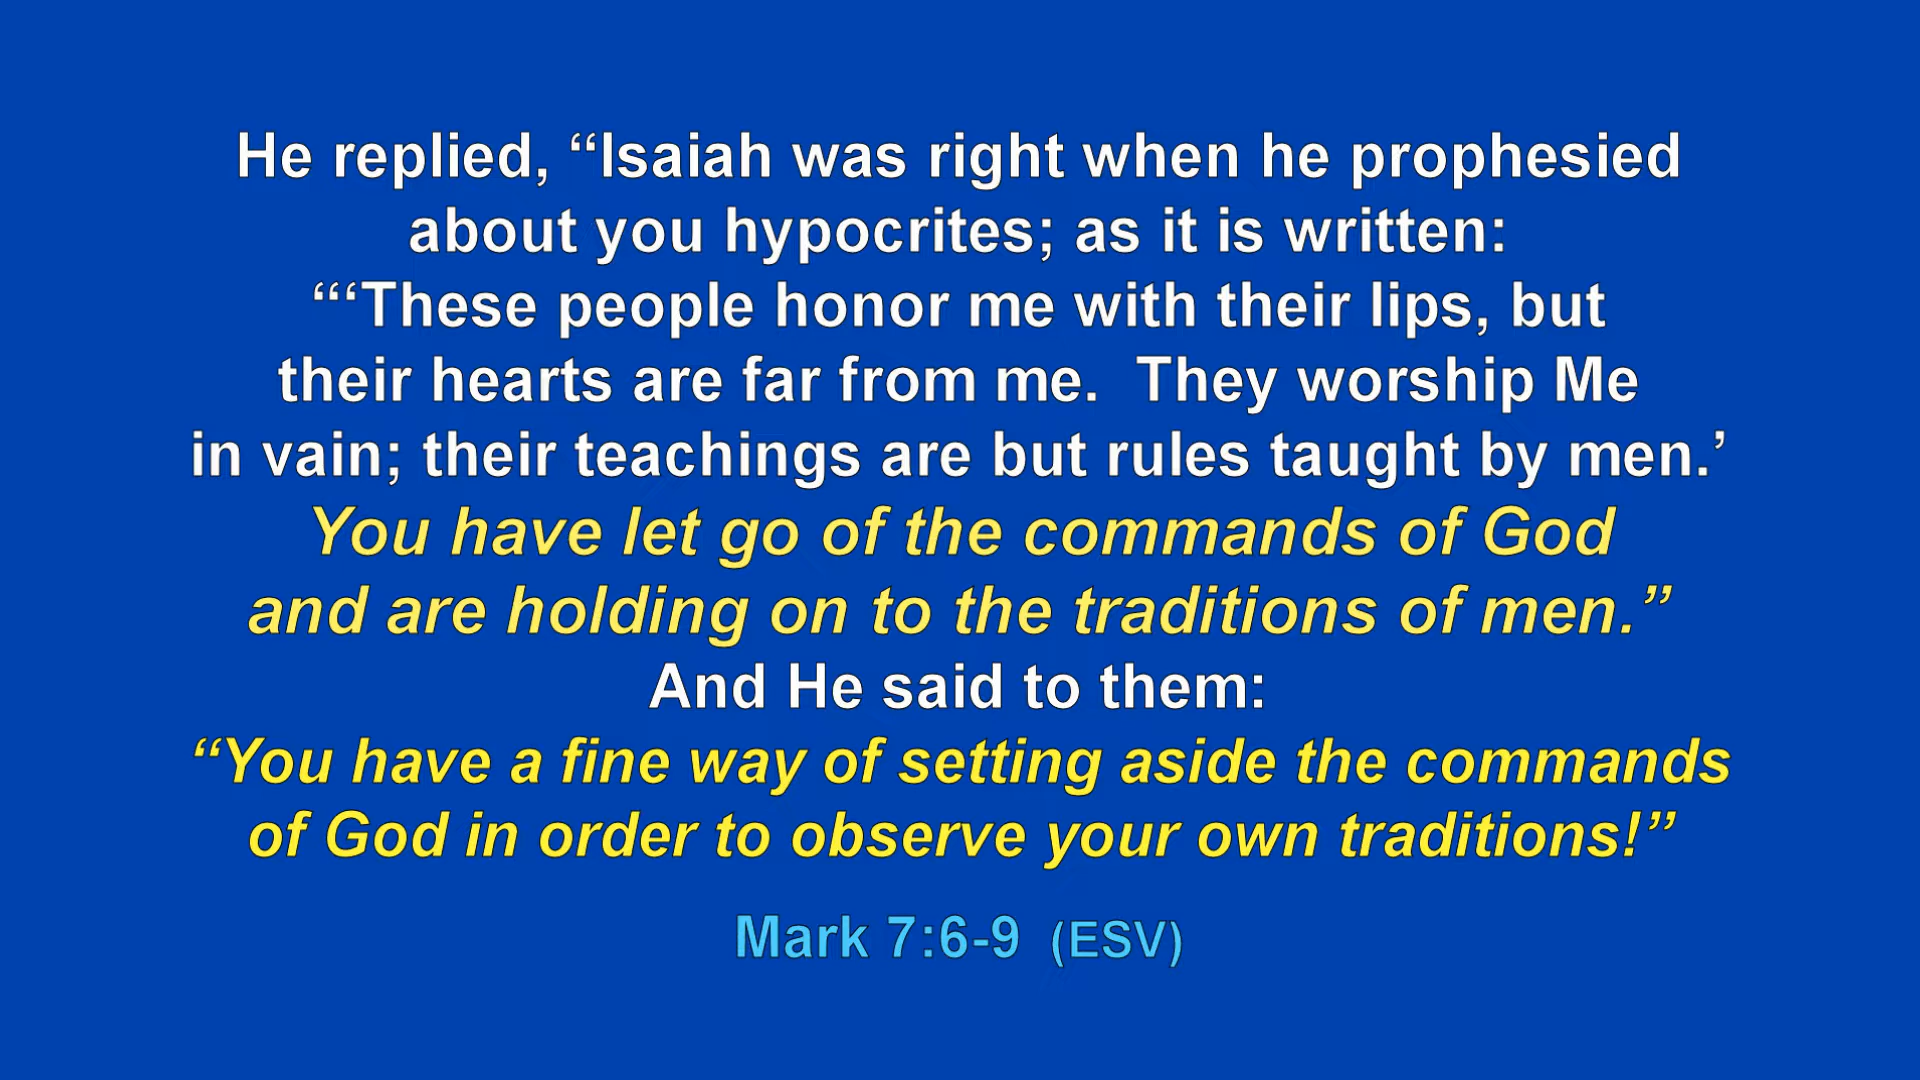 He replied, “Isaiah was right when he prophesied
about you hypocrites; as it is written:
“‘These people honor me with their lips, but
their hearts are far from me.  They worship Me
in vain; their teachings are but rules taught by men.’
You have let go of the commands of God
and are holding on to the traditions of men.”
And He said to them:
“You have a fine way of setting aside the commands
of God in order to observe your own traditions!”
Mark 7:6-9  (ESV)